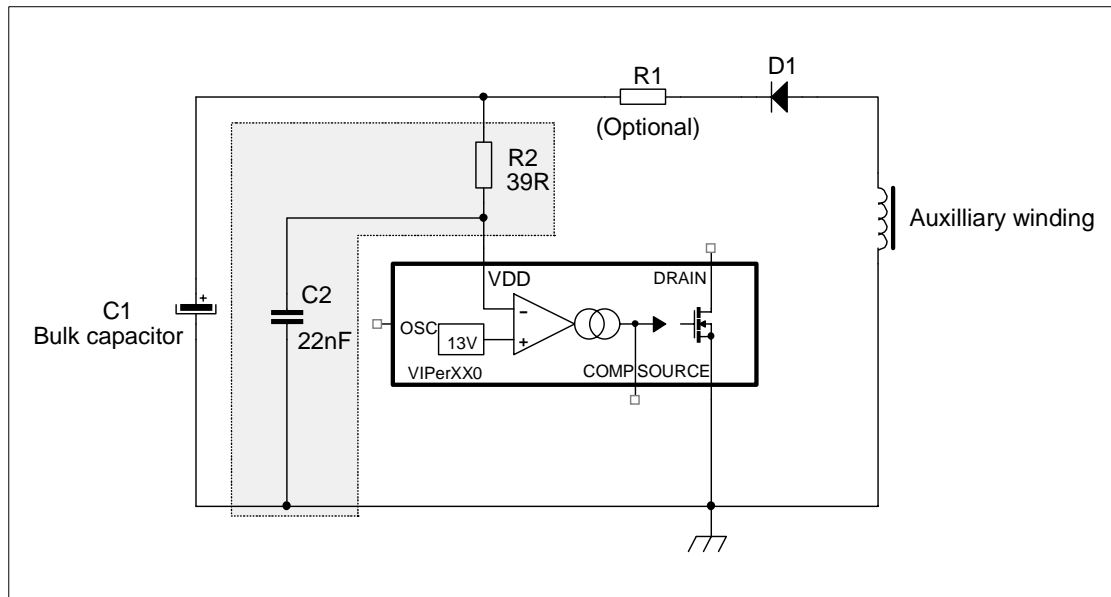 D1
R1
(Optional)
R2
39R
Auxilliary winding
VDD
DRAIN
C1
Bulk capacitor
C2
22nF
+
-
+
OSC
13V
VIPerXX0
COMP
SOURCE